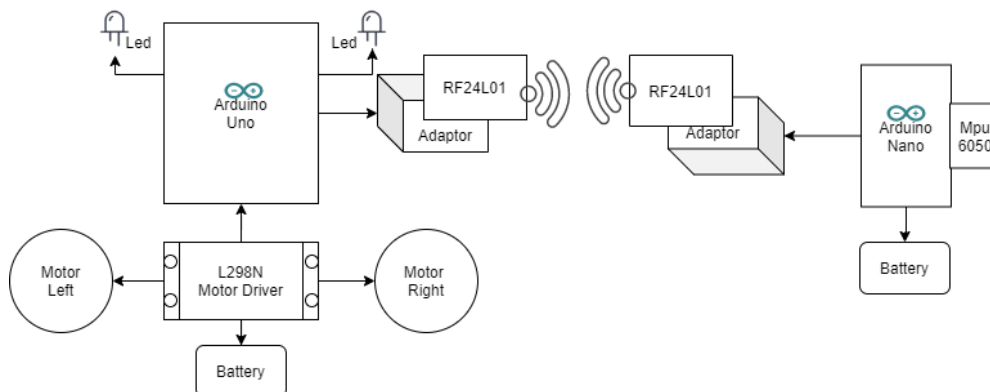 Led
Led
Arduino
Uno
RF24L01
Adaptor
RF24L01
Adaptor
Arduino
Nano
Mpu
6050
Motor
Left
L298N
Motor Driver
Motor
Right
Battery
Battery